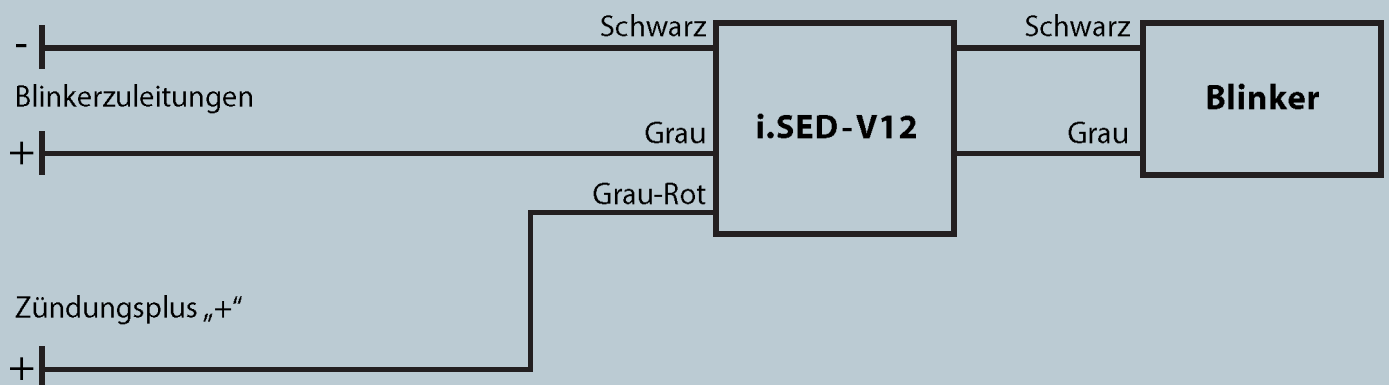 Schwarz
Schwarz
-
Blinkerzuleitungen
Blinker
Grau
i.SED-V12
Grau
+
Grau-Rot
Zündungsplus „+“
+